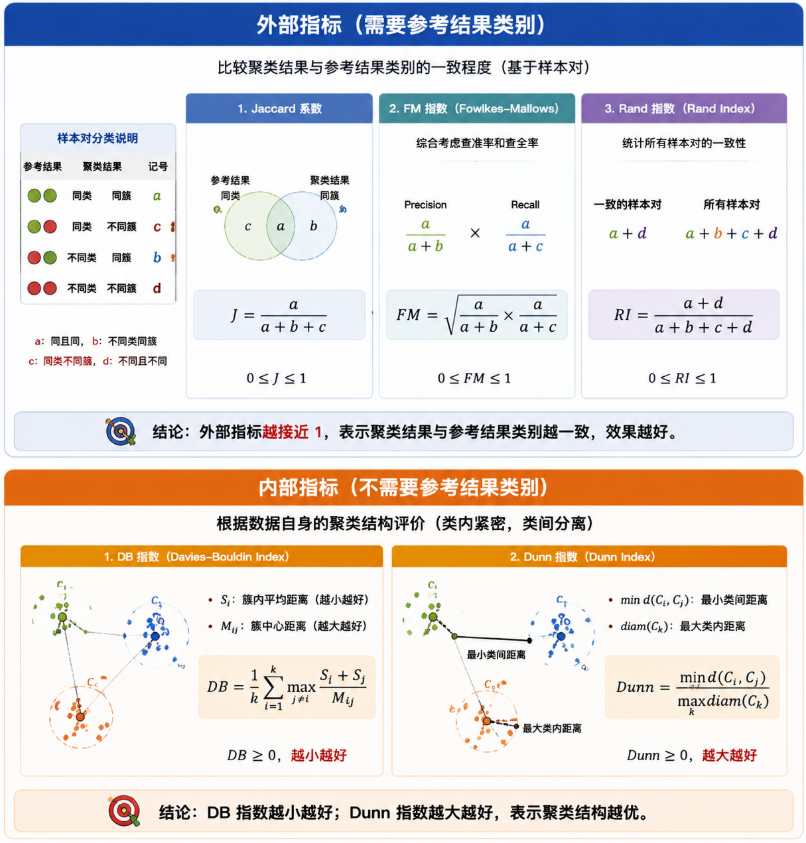 外部指标（需要参考结果类别）
比较聚类结果与参考结果类别的一致程度（基于样本对）
样本对分类说明
参考结果 聚类结果 记号
同类 同簇 a
同类 不同簇 c
不同类 同簇 b
不同类 不同簇 d
a：同且同，b：不同类同簇
c：同类不同簇，d：不同且不同
1. Jaccard 系数
参考结果 聚类结果
同类 同簇
c a b
J = a / (a + b + c)
0 ≤ J ≤ 1
2. FM 指数（Fowlkes-Mallows）
综合考虑查准率和查全率
Precision Recall
a / (a + b) × a / (a + c)
FM = √(a / (a + b) × a / (a + c))
0 ≤ FM ≤ 1
3. Rand 指数（Rand Index）
统计所有样本对的一致性
一致的样本对 所有样本对
a + d a + b + c + d
RI = (a + d) / (a + b + c + d)
0 ≤ RI ≤ 1
结论：外部指标越接近 1，表示聚类结果与参考结果类别越一致，效果越好。
内部指标（不需要参考结果类别）
根据数据自身的聚类结构评价（类内紧密，类间分离）
1. DB 指数（Davies-Bouldin Index）
S_i：簇内平均距离（越小越好）
M_ij：簇中心距离（越大越好）
DB = 1/k ∑_{i=1}^{k} max_{j≠i} (S_i + S_j) / M_ij
DB ≥ 0，越小越好
2. Dunn 指数（Dunn Index）
最小类间距离
最大类内距离
min d(C_i, C_j)：最小类间距离
diam(C_k)：最大类内距离
Dunn = min d(C_i, C_j) / max_k diam(C_k)
Dunn ≥ 0，越大越好
结论：DB 指数越小越好；Dunn 指数越大越好，表示聚类结构越优。